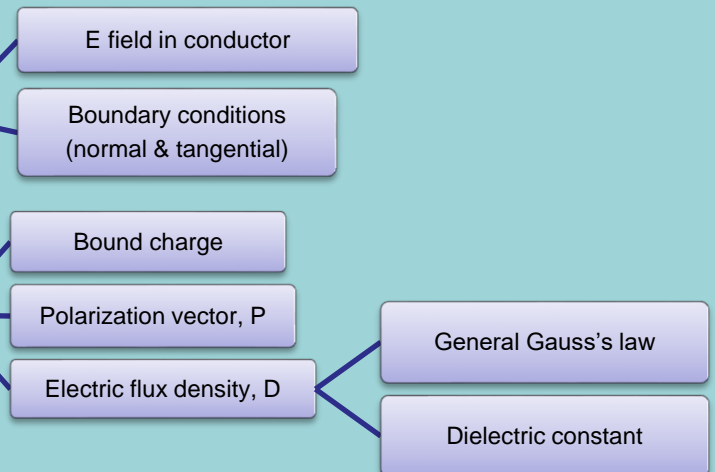 E field in conductor
Boundary conditions
(normal & tangential)
Bound charge
Polarization vector, P
Electric flux density, D
General Gauss’s law
Dielectric constant